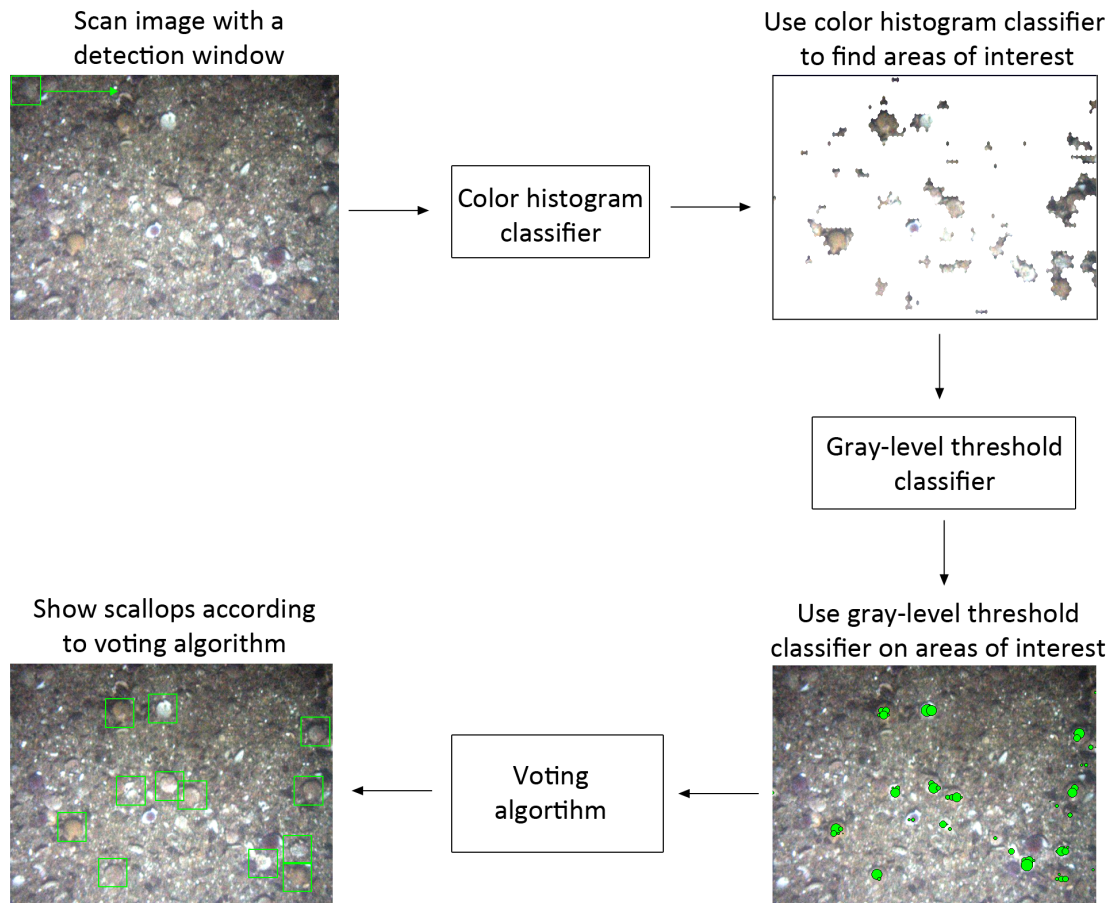 Scan image with a
detection window
Color histogram
classifier
Use color histogram classifier
to find areas of interest
Gray-level threshold
classifier
Use gray-level threshold
classifier on areas of interest
Voting
algortihm
Show scallops according
to voting algorithm